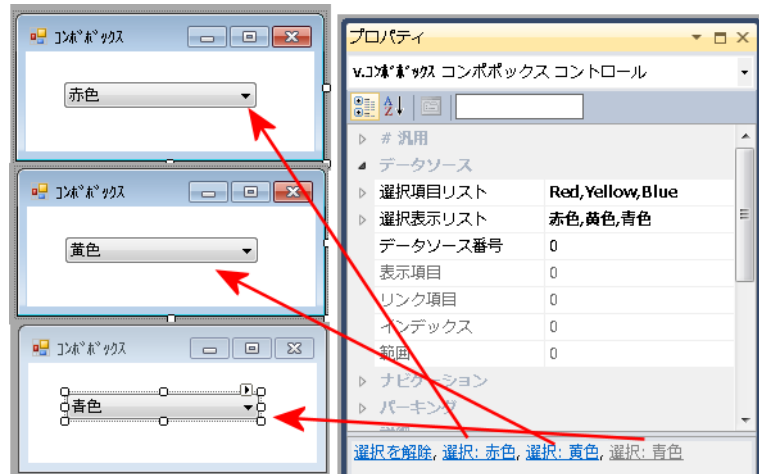 コンボボックス
赤色
コンボボックス
黄色
コンボボックス
青色
プロパティ
v.コンボボックス コンボボックス コントロール
# 汎用
データソース
選択項目リスト Red,Yellow,Blue
選択表示リスト 赤色,黄色,青色
データソース番号 0
表示項目 0
リンク項目 0
インデックス 0
範囲 0
ナビゲーション
パーキング
選択を解除, 選択: 赤色, 選択: 黄色, 選択: 青色